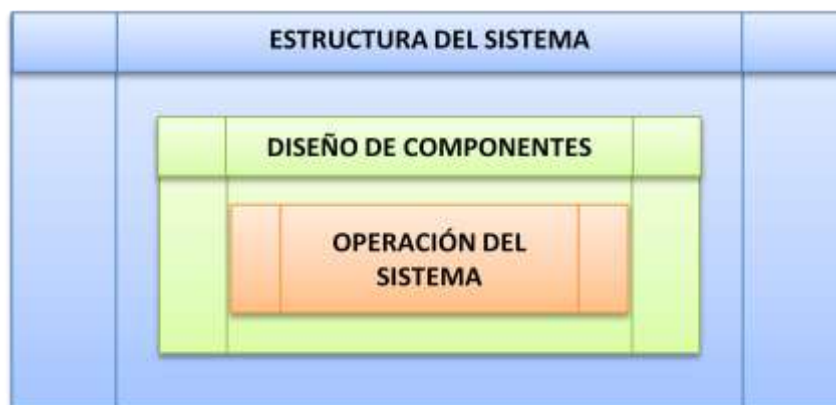 ESTRUCTURA DEL SISTEMA
DISEÑO DE COMPONENTES
OPERACIÓN DEL
SISTEMA